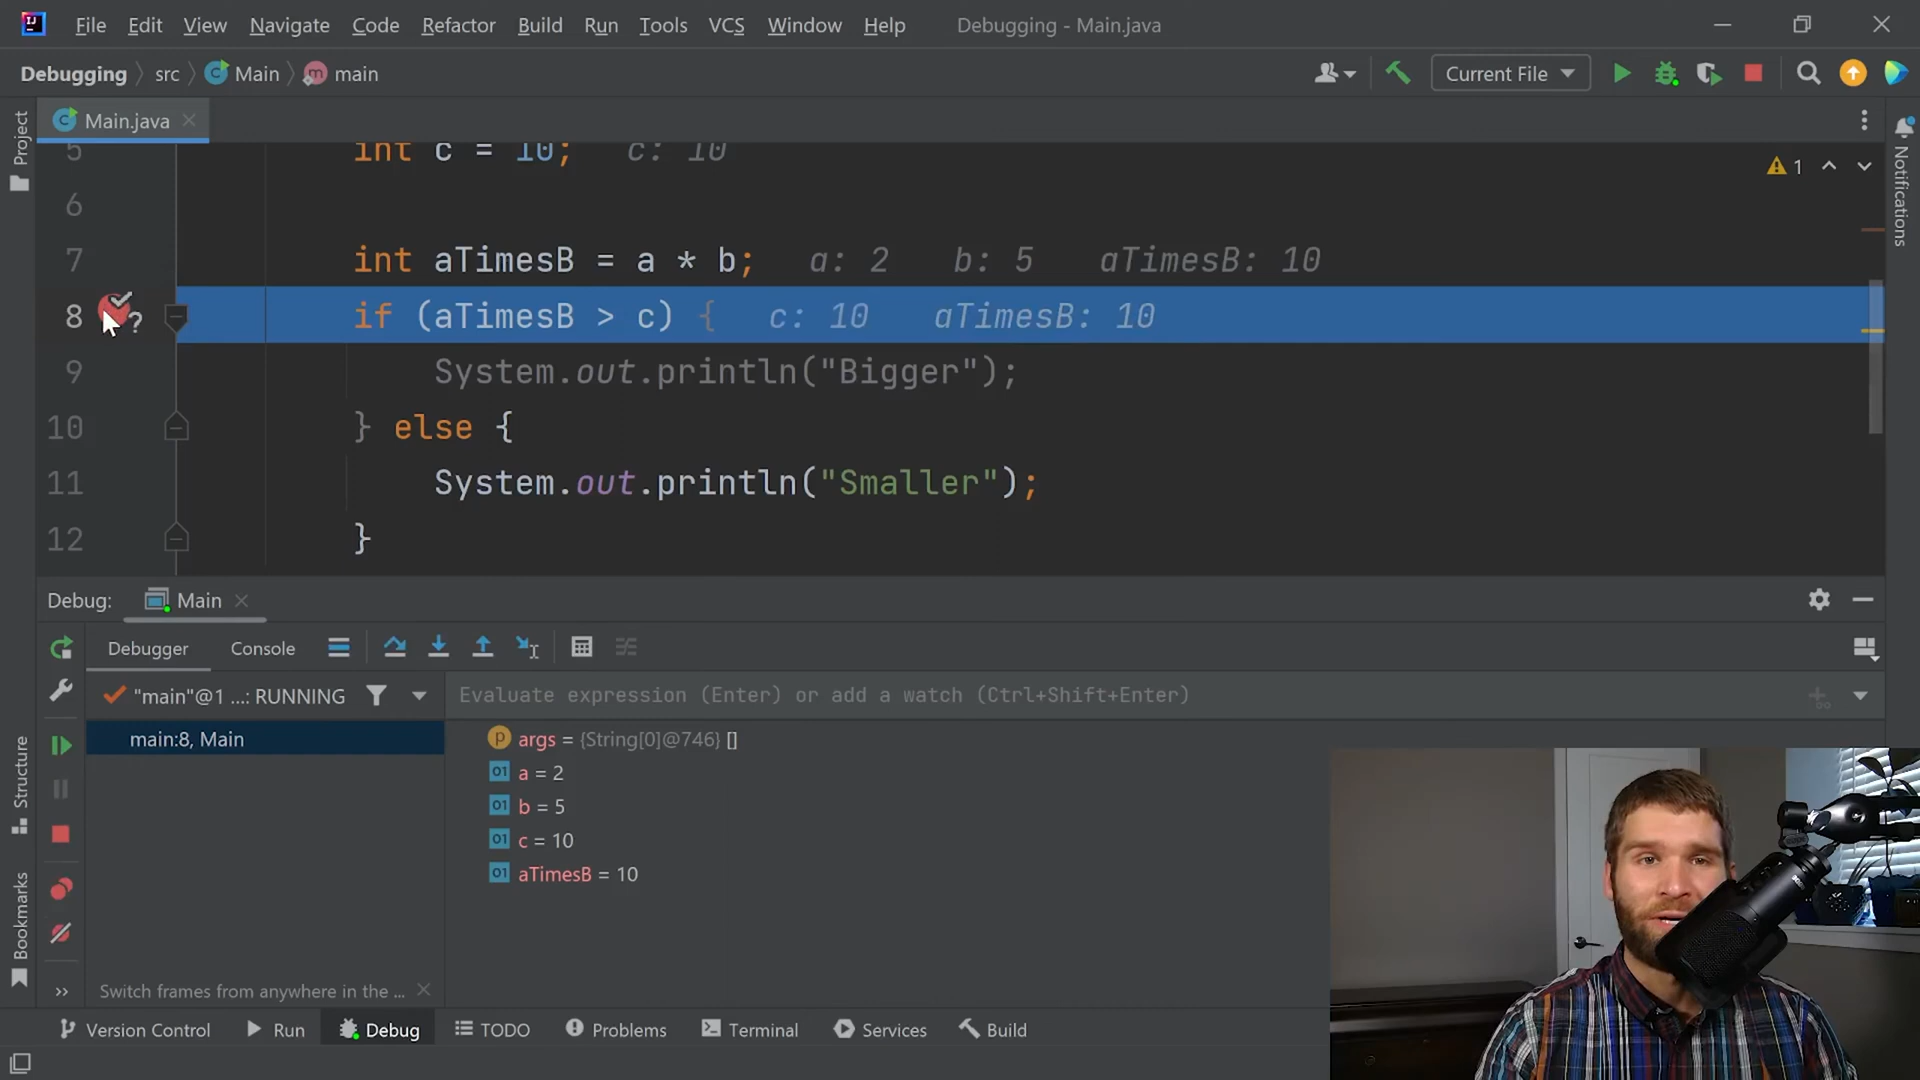 File Edit View Navigate Code Refactor Build Run Tools VCS Window Help Debugging - Main.java
Debugging src Main main Current File
Project
Main.java
Notifications
1
5 int c = 10; c: 10
6
7 int aTimesB = a * b; a: 2 b: 5 aTimesB: 10
8 if (aTimesB > c) { c: 10 aTimesB: 10
9 System.out.println("Bigger");
10 } else {
11 System.out.println("Smaller");
12 }
Debug: Main
Debugger Console
"main"@1 ...: RUNNING Evaluate expression (Enter) or add a watch (Ctrl+Shift+Enter)
main:8, Main
args = {String[0]@746} []
a = 2
b = 5
c = 10
aTimesB = 10
Structure
Bookmarks
Switch frames from anywhere in the ...
Version Control Run Debug TODO Problems Terminal Services Build